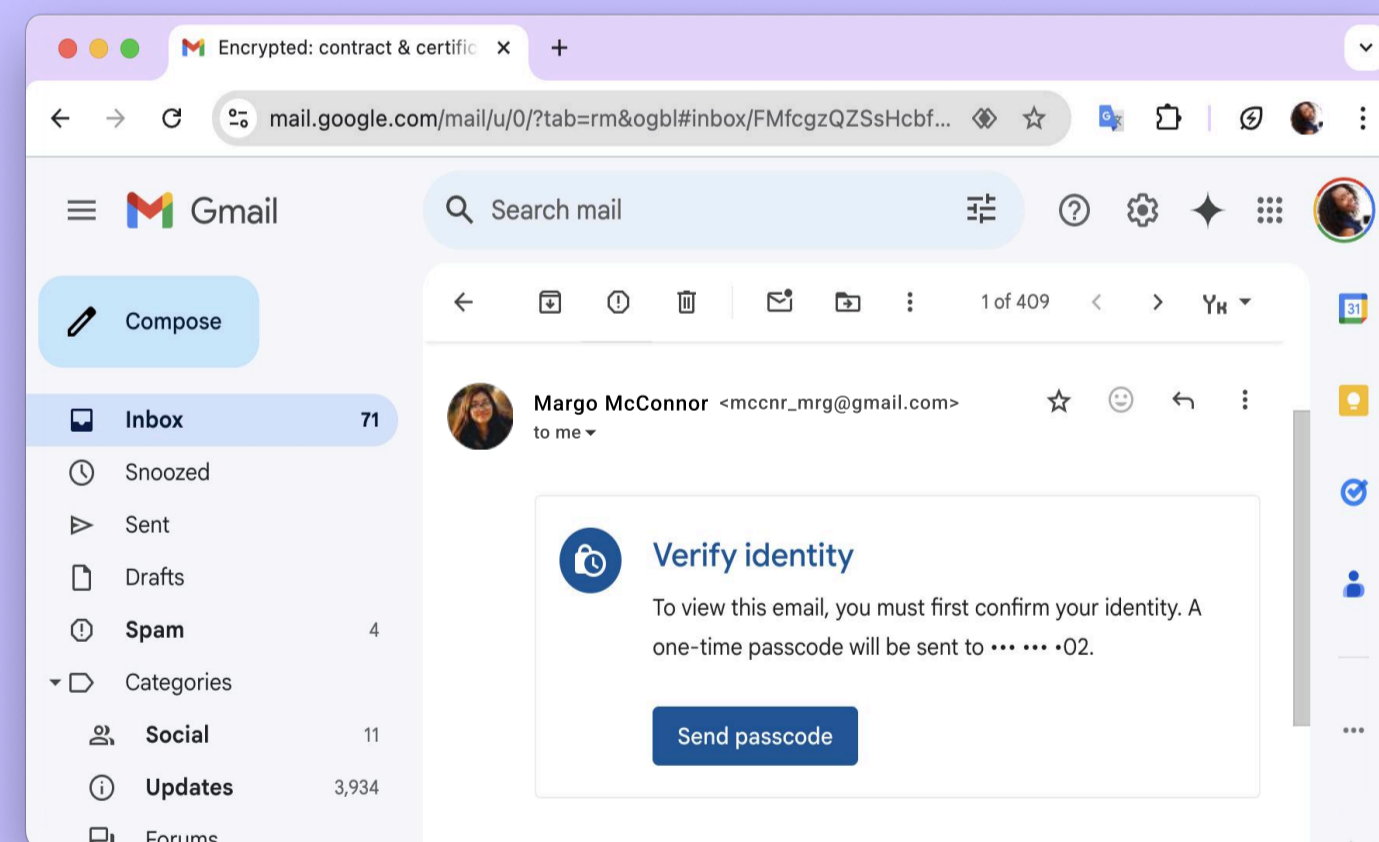 Encrypted: contract & certific
mail.google.com/mail/u/0/?tab=rm&ogbl#inbox/FMfcgzQZSsHcbf...
Gmail
Search mail
Compose
1 of 409
Inbox 71
Snoozed
Sent
Drafts
Spam 4
Categories
Social 11
Updates 3,934
Forums
Margo McConnor <mccnr_mrg@gmail.com>
to me
Verify identity
To view this email, you must first confirm your identity. A
one-time passcode will be sent to ••• ••• •02.
Send passcode
31